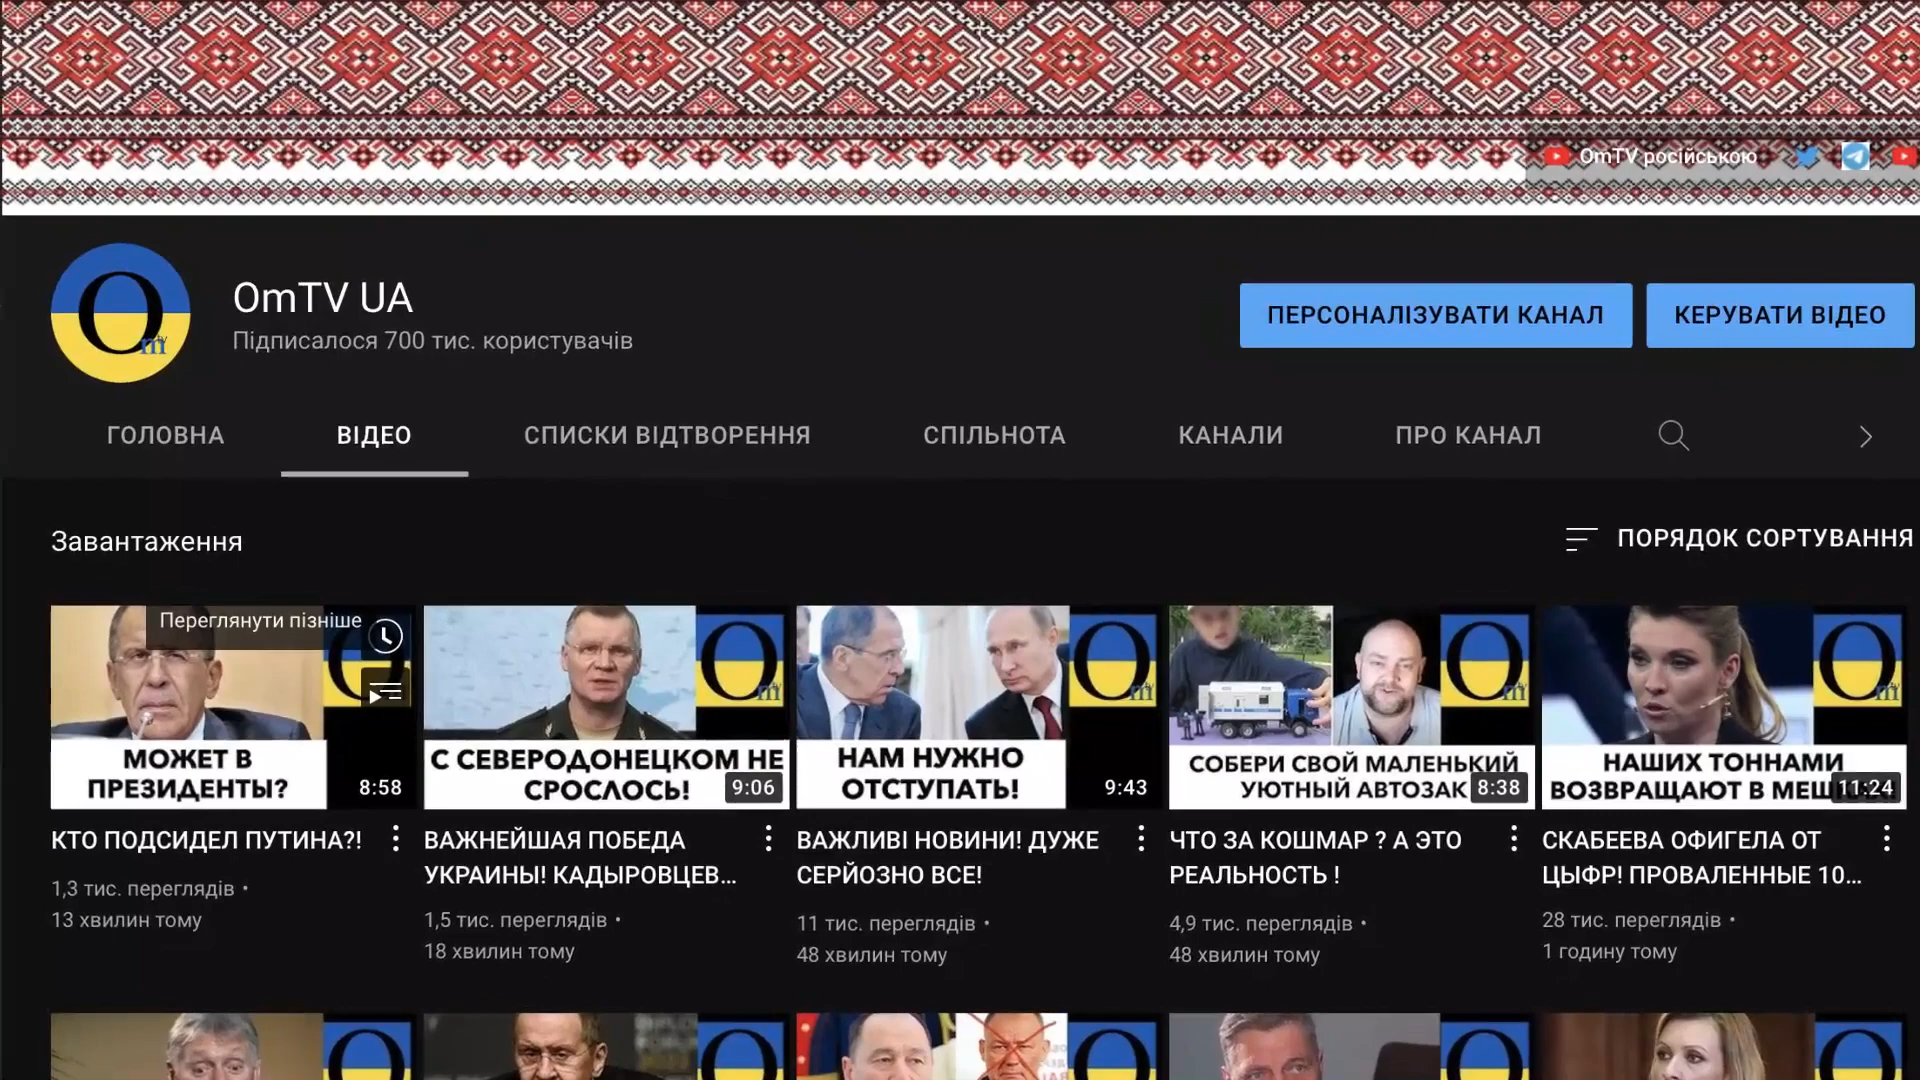 OmTV російською
OmTV UA
Підписалося 700 тис. користувачів
ПЕРСОНАЛІЗУВАТИ КАНАЛ
КЕРУВАТИ ВІДЕО
ГОЛОВНА
ВІДЕО
СПИСКИ ВІДТВОРЕННЯ
СПІЛЬНОТА
КАНАЛИ
ПРО КАНАЛ
Завантаження
ПОРЯДОК СОРТУВАННЯ
Переглянути пізніше
МОЖЕТ В
ПРЕЗИДЕНТЫ?
8:58
КТО ПОДСИДЕЛ ПУТИНА?!
1,3 тис. переглядів •
13 хвилин тому
С СЕВЕРОДОНЕЦКОМ НЕ
СРОСЛОСЬ!
9:06
ВАЖНЕЙШАЯ ПОБЕДА
УКРАИНЫ! КАДЫРОВЦЕВ...
1,5 тис. переглядів •
18 хвилин тому
НАМ НУЖНО
ОТСТУПАТЬ!
9:43
ВАЖЛИВІ НОВИНИ! ДУЖЕ
СЕРЙОЗНО ВСЕ!
11 тис. переглядів •
48 хвилин тому
СОБЕРИ СВОЙ МАЛЕНЬКИЙ
УЮТНЫЙ АВТОЗАК
8:38
ЧТО ЗА КОШМАР ? А ЭТО
РЕАЛЬНОСТЬ !
4,9 тис. переглядів •
48 хвилин тому
НАШИХ ТОННАМИ
ВОЗВРАЩАЮТ В
11:24
СКАБЕЕВА ОФИГЕЛА ОТ
ЦЫФР! ПРОВАЛЕННЫЕ 10...
28 тис. переглядів •
1 годину тому